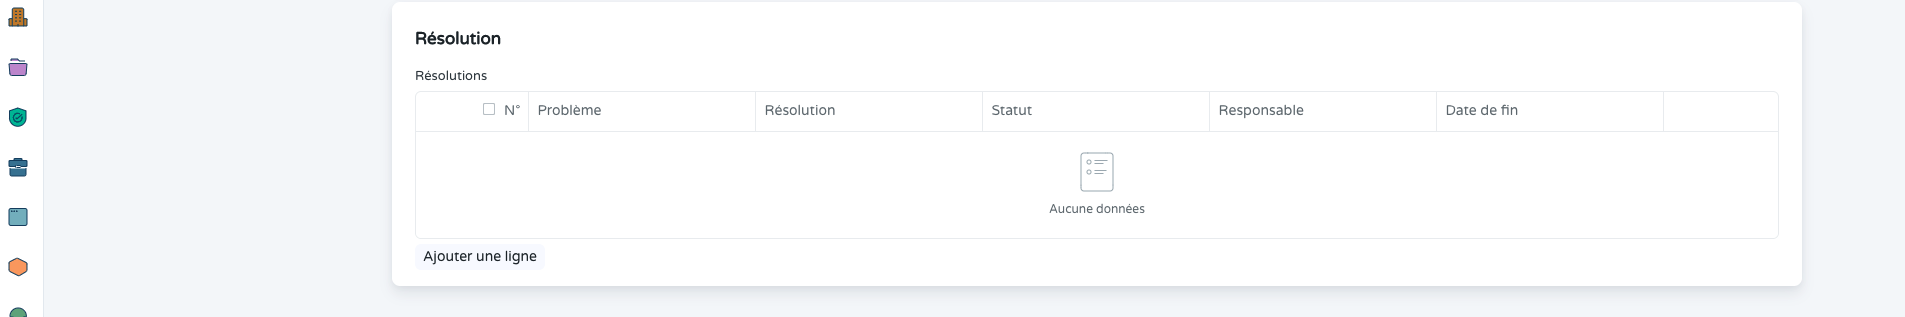 Résolution
Résolutions
N° Problème Résolution Statut Responsable Date de fin
Aucune données
Ajouter une ligne